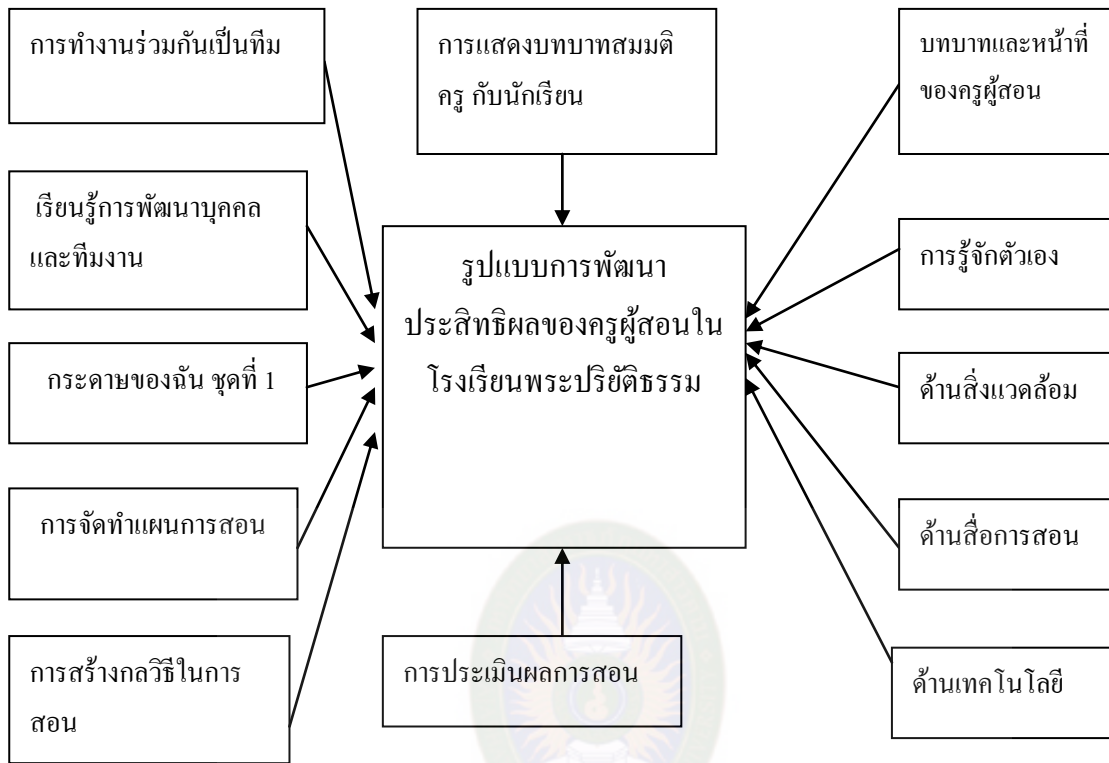 การทำงานร่วมกันเป็นทีม
การแสดงบทบาทสมมติ
ครู กับนักเรียน
บทบาทและหน้าที่
ของครูผู้สอน
เรียนรู้การพัฒนาบุคคล
และทีมงาน
รูปแบบการพัฒนา
ประสิทธิผลของครูผู้สอนใน
โรงเรียนพระปริยัติธรรม
การรู้จักตัวเอง
กระดาษของฉัน ชุดที่ 1
ด้านสิ่งแวดล้อม
การจัดทำแผนการสอน
ด้านสื่อการสอน
การสร้างกลวิธีในการ
สอน
การประเมินผลการสอน
ด้านเทคโนโลยี